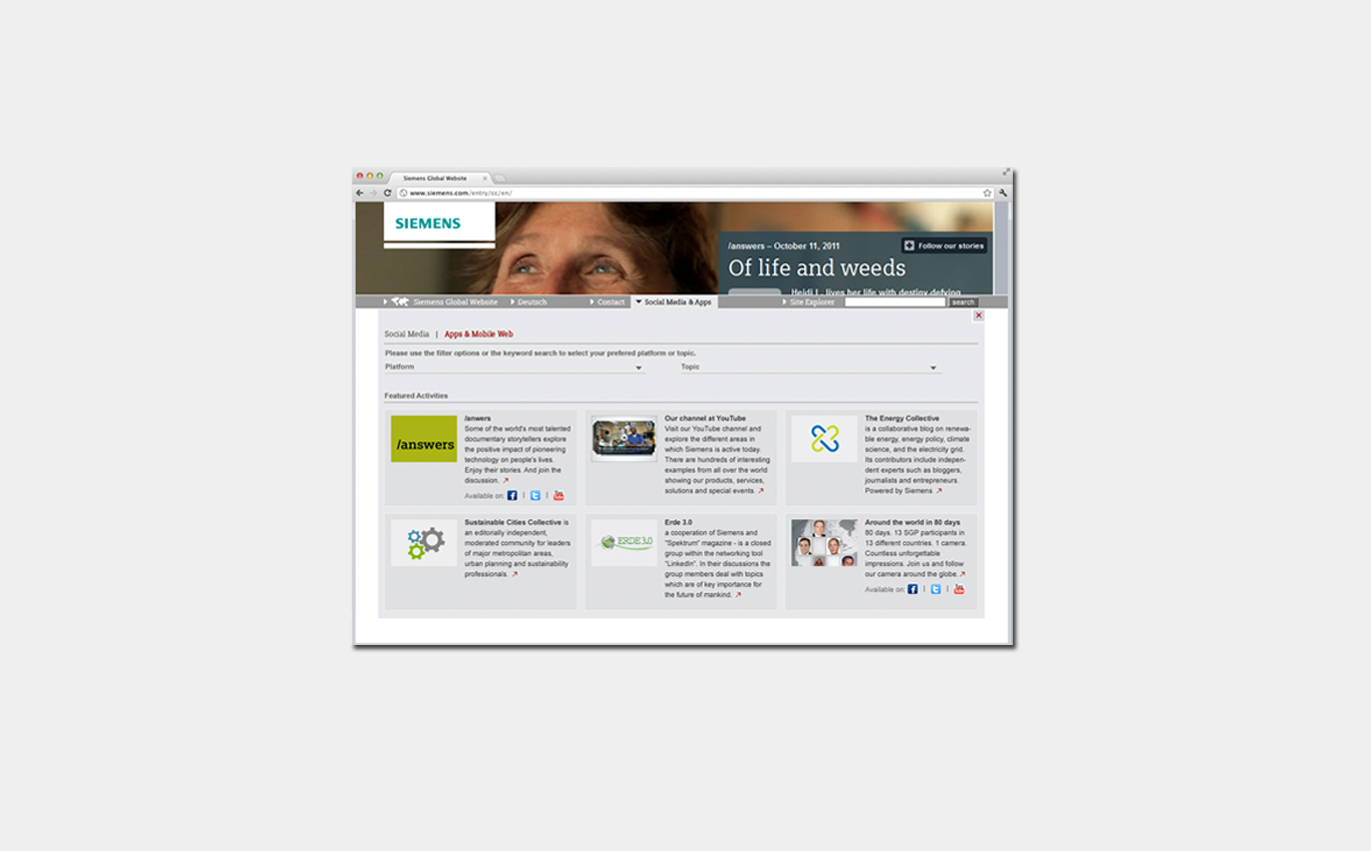 Siemens Global Website
www.siemens.com/entry/cc/en/
SIEMENS
/answers – October 11, 2011
Follow our stories
Of life and weeds
Heidi L. lives her life with destiny-defying
Siemens Global Website
Deutsch
Contact
Social Media & Apps
Site Explorer
search
Social Media | Apps & Mobile Web
Please use the filter options or the keyword search to select your prefered platform or topic.
Platform
Topic
Featured Activities
/answers
/anwers
Some of the world's most talented
documentary storytellers explore
the positive impact of pioneering
technology on people's lives.
Enjoy their stories. And join the
discussion.
Available on: | |
Our channel at YouTube
Visit our YouTube channel and
explore the different areas in
which Siemens is active today.
There are hundreds of interesting
examples from all over the world
showing our products, services,
solutions and special events.
The Energy Collective
is a collaborative blog on renewa-
ble energy, energy policy, climate
science, and the electricity grid.
Its contributors include indepen-
dent experts such as bloggers,
journalists and entrepreneurs.
Powered by Siemens
Sustainable Cities Collective is
an editorially independent,
moderated community for leaders
of major metropolitan areas,
urban planning and sustainability
professionals.
ERDE 3.0
Erde 3.0
a cooperation of Siemens and
"Spektrum" magazine - is a closed
group within the networking tool
"LinkedIn". In their discussions the
group members deal with topics
which are of key importance for
the future of mankind.
Around the world in 80 days
80 days. 13 SGP participants in
13 different countries. 1 camera.
Countless unforgettable
impressions. Join us and follow
our camera around the globe.
Available on: | |